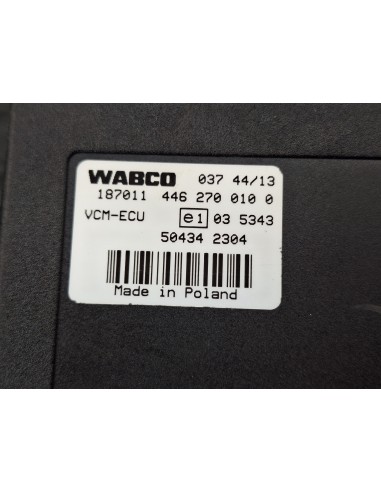 WABCO 037 44/13
187011 446 270 010 0
VCM-ECU e1 03 5343
50434 2304
Made in Poland